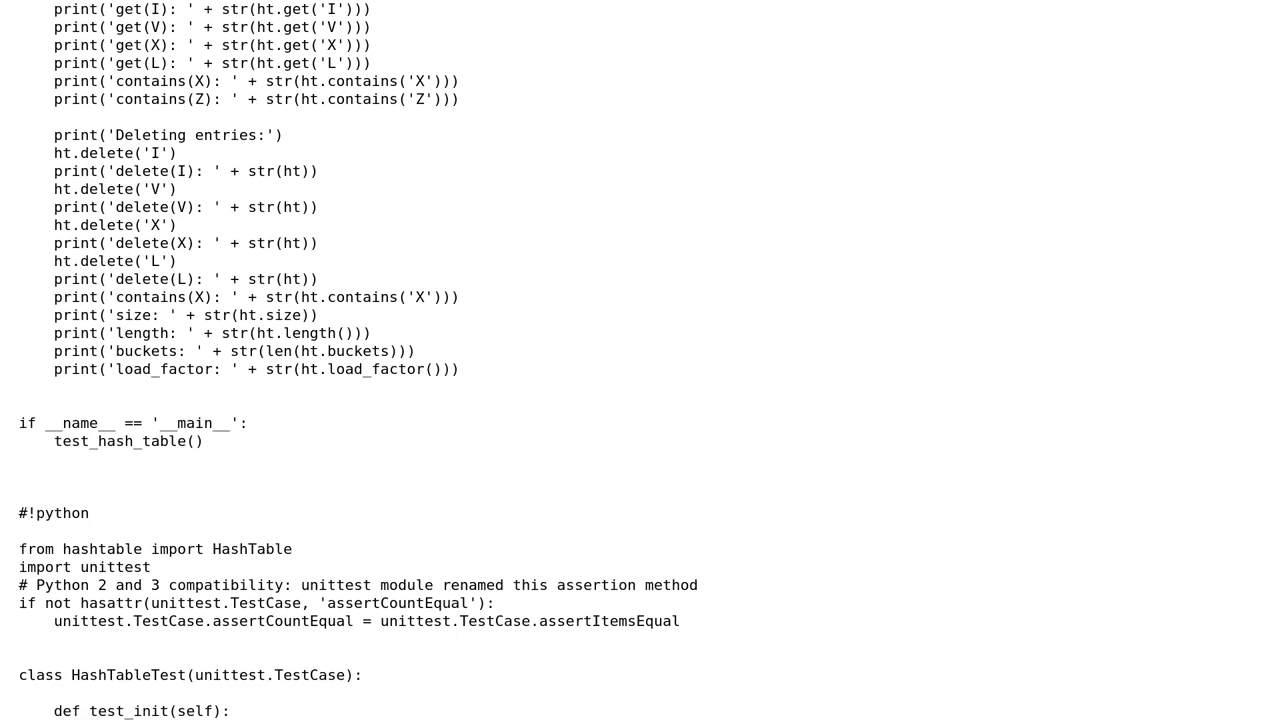 print('get(I): ' + str(ht.get('I')))
    print('get(V): ' + str(ht.get('V')))
    print('get(X): ' + str(ht.get('X')))
    print('get(L): ' + str(ht.get('L')))
    print('contains(X): ' + str(ht.contains('X')))
    print('contains(Z): ' + str(ht.contains('Z')))

    print('Deleting entries:')
    ht.delete('I')
    print('delete(I): ' + str(ht))
    ht.delete('V')
    print('delete(V): ' + str(ht))
    ht.delete('X')
    print('delete(X): ' + str(ht))
    ht.delete('L')
    print('delete(L): ' + str(ht))
    print('contains(X): ' + str(ht.contains('X')))
    print('size: ' + str(ht.size))
    print('length: ' + str(ht.length()))
    print('buckets: ' + str(len(ht.buckets)))
    print('load_factor: ' + str(ht.load_factor()))


if __name__ == '__main__':
    test_hash_table()



#!python

from hashtable import HashTable
import unittest
# Python 2 and 3 compatibility: unittest module renamed this assertion method
if not hasattr(unittest.TestCase, 'assertCountEqual'):
    unittest.TestCase.assertCountEqual = unittest.TestCase.assertItemsEqual


class HashTableTest(unittest.TestCase):

    def test_init(self):